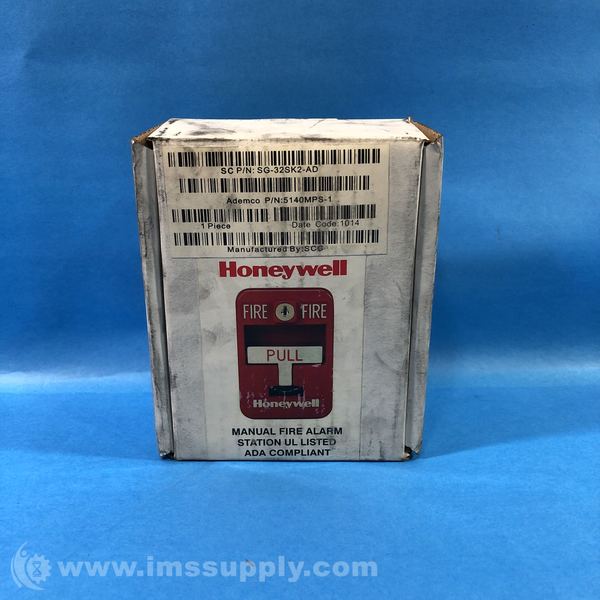 SC P/N: SG-32SK2-AD
Ademco P/N:5140MPS-1
1 Piece Date Code:1014
Manufactured By:SCG
Honeywell
FIRE FIRE
PULL
Honeywell
MANUAL FIRE ALARM
STATION UL LISTED
ADA COMPLIANT
www.imssupply.com